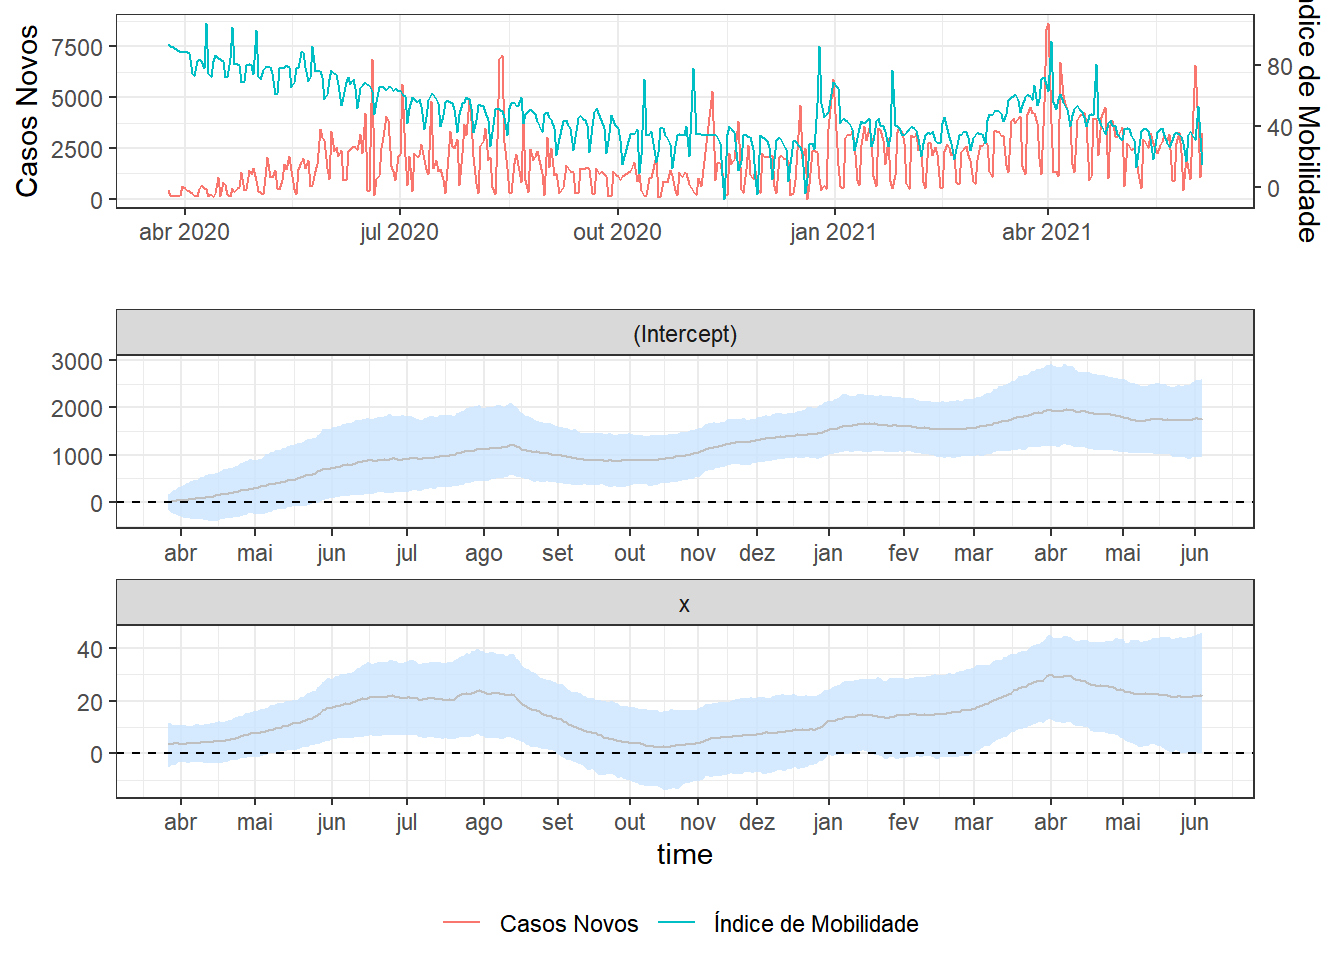 Casos Novos
7500
5000
2500
0
80
40
0
ndice de Mobilidade
abr 2020 jul 2020 out 2020 jan 2021 abr 2021
(Intercept)
3000
2000
1000
0
abr mai jun jul ago set out nov dez jan fev mar abr mai jun
x
40
20
0
abr mai jun jul ago set out nov dez jan fev mar abr mai jun
time
Casos Novos Índice de Mobilidade